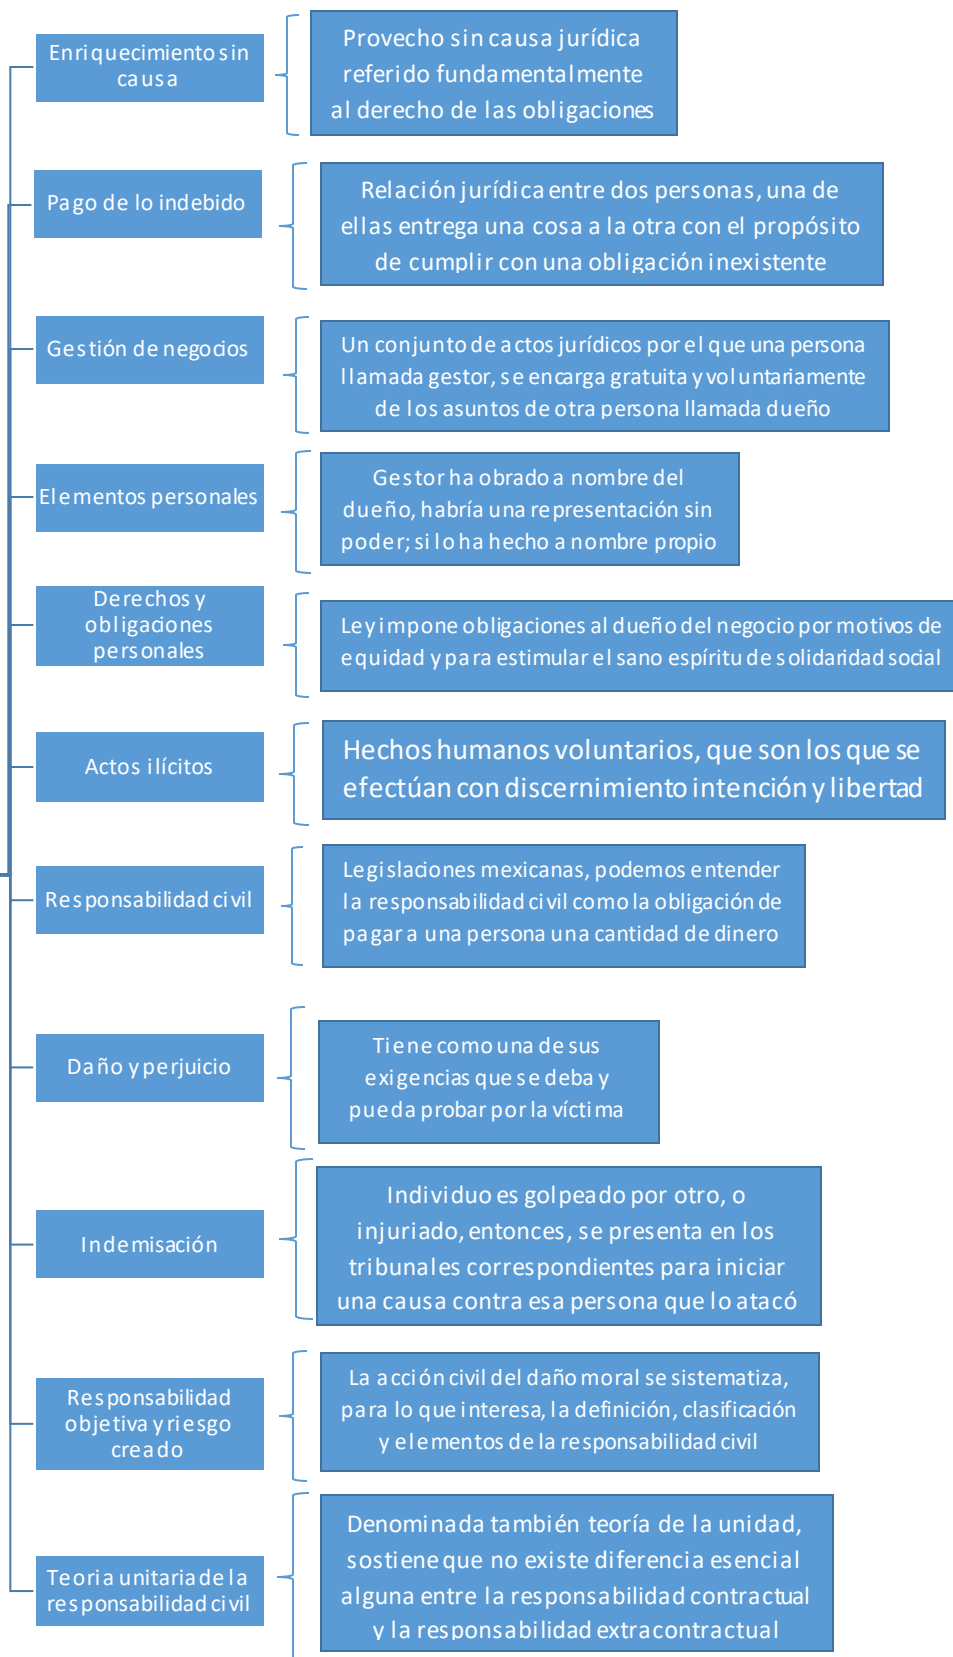 Enriquecimiento sin
causa
Provecho sin causa jurídica
referido fundamentalmente
al derecho de las obligaciones
Pago de lo indebido
Relación jurídica entre dos personas, una de
ellas entrega una cosa a la otra con el propósito
de cumplir con una obligación inexistente
Gestión de negocios
Un conjunto de actos jurídicos por el que una persona
llamada gestor, se encarga gratuita y voluntariamente
de los asuntos de otra persona llamada dueño
Elementos personales
Gestor ha obrado a nombre del
dueño, habría una representación sin
poder; si lo ha hecho a nombre propio
Derechos y
obligaciones
personales
Ley impone obligaciones al dueño del negocio por motivos de
equidad y para estimular el sano espíritu de solidaridad social
Actos ilícitos
Hechos humanos voluntarios, que son los que se
efectúan con discernimiento intención y libertad
Responsabilidad civil
Legislaciones mexicanas, podemos entender
la responsabilidad civil como la obligación de
pagar a una persona una cantidad de dinero
Daño y perjuicio
Tiene como una de sus
exigencias que se deba y
pueda probar por la víctima
Indemisación
Individuo es golpeado por otro, o
injuriado, entonces, se presenta en los
tribunales correspondientes para iniciar
una causa contra esa persona que lo atacó
Responsabilidad
objetiva y riesgo
creado
La acción civil del daño moral se sistematiza,
para lo que interesa, la definición, clasificación
y elementos de la responsabilidad civil
Teoria unitaria de la
responsabilidad civil
Denominada también teoría de la unidad,
sostiene que no existe diferencia esencial
alguna entre la responsabilidad contractual
y la responsabilidad extracontractual